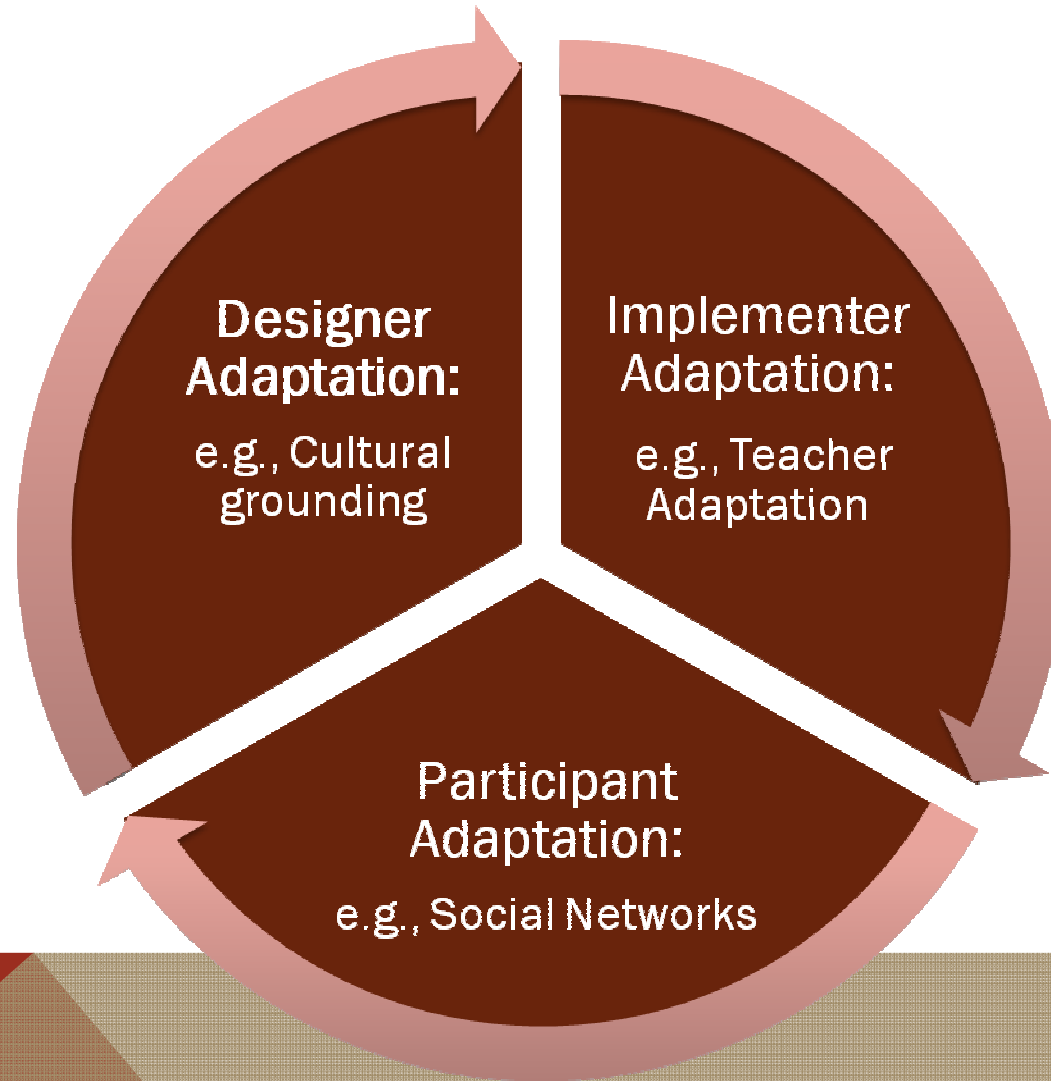 Designer
Adaptation:
e.g., Cultural
grounding
Implementer
Adaptation:
e.g., Teacher
Adaptation
Participant
Adaptation:
e.g., Social Networks